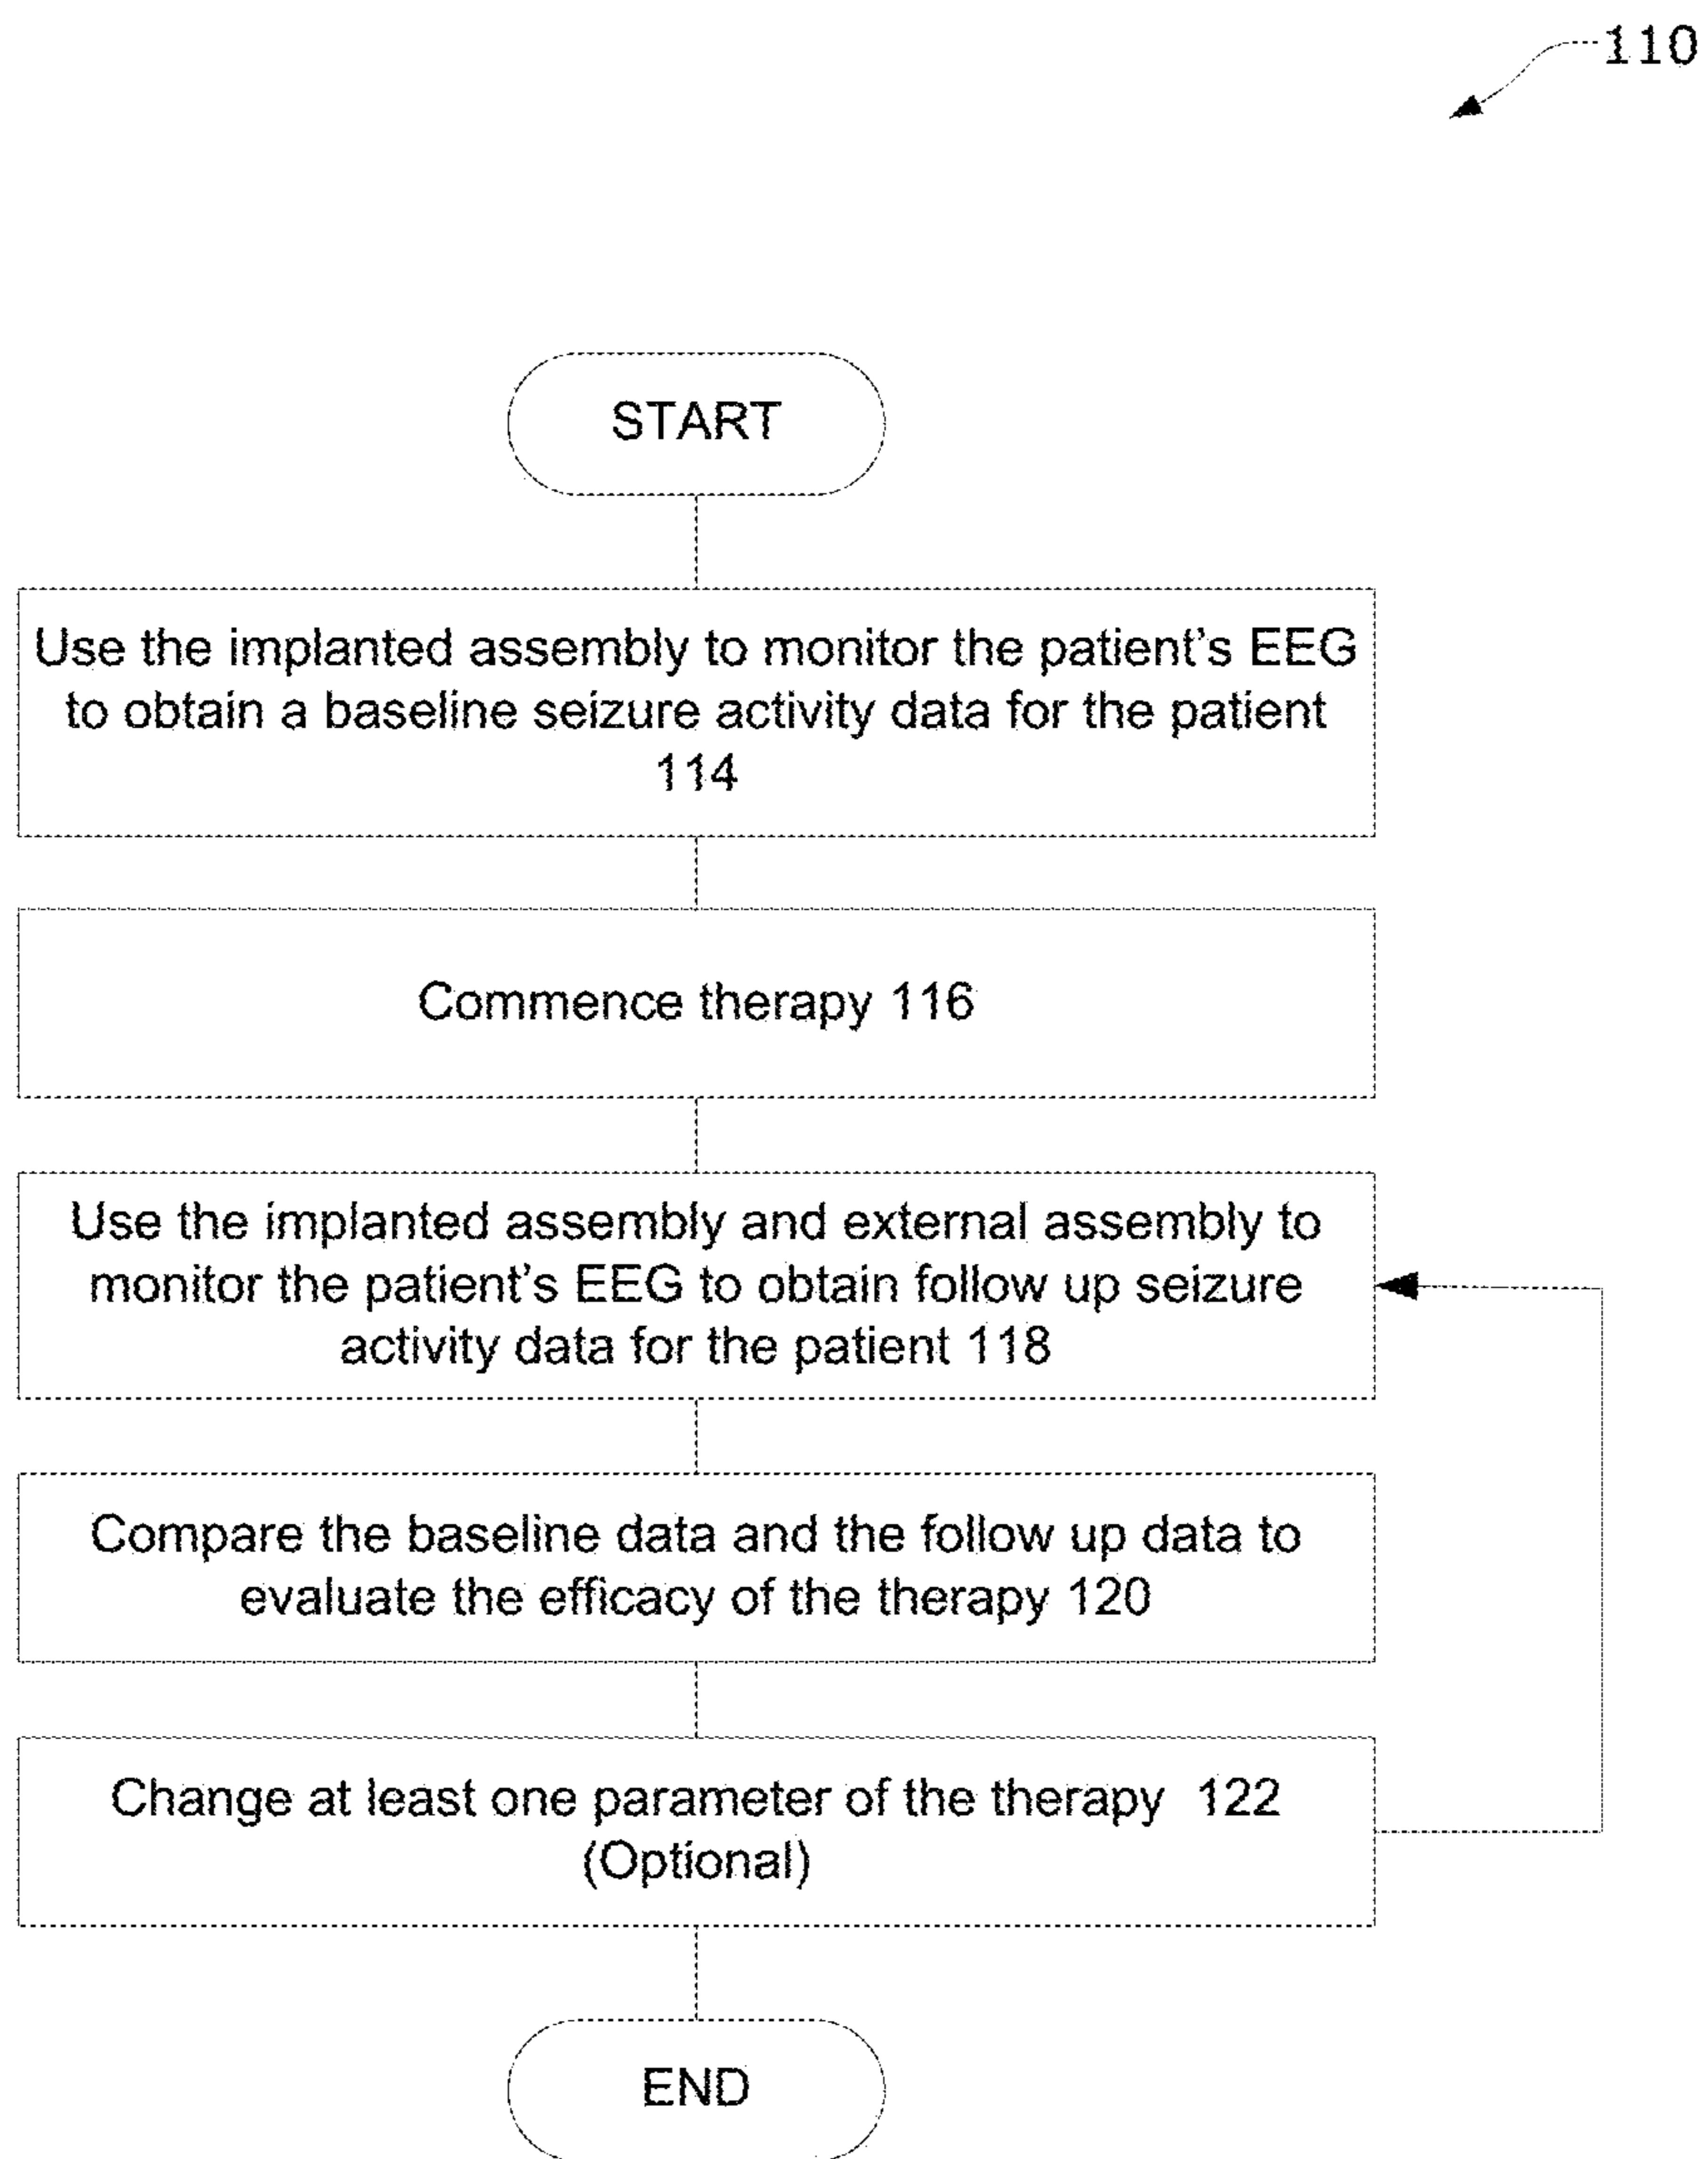 110
START
Use the implanted assembly to monitor the patient's EEG
to obtain a baseline seizure activity data for the patient
114
Commence therapy 116
Use the implanted assembly and external assembly to
monitor the patient's EEG to obtain follow up seizure
activity data for the patient 118
Compare the baseline data and the follow up data to
evaluate the efficacy of the therapy 120
Change at least one parameter of the therapy 122
(Optional)
END